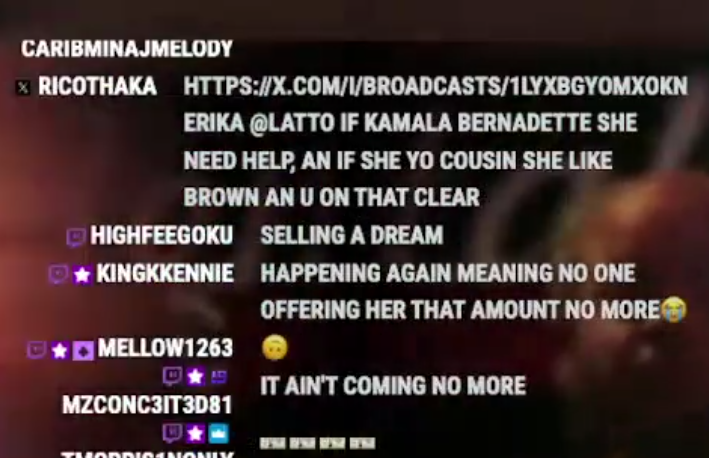 CARIBMINAJMELODY
RICOTHAKA HTTPS://X.COM/I/BROADCASTS/1LYXBGYOMXOKN
ERIKA @LATTO IF KAMALA BERNADETTE SHE
NEED HELP, AN IF SHE YO COUSIN SHE LIKE
BROWN AN U ON THAT CLEAR
HIGHFEEGOKU SELLING A DREAM
KINGKKENNIE HAPPENING AGAIN MEANING NO ONE
OFFERING HER THAT AMOUNT NO MORE😭
MELLOW1263 🙃
MZCONC3IT3D81 IT AIN'T COMING NO MORE